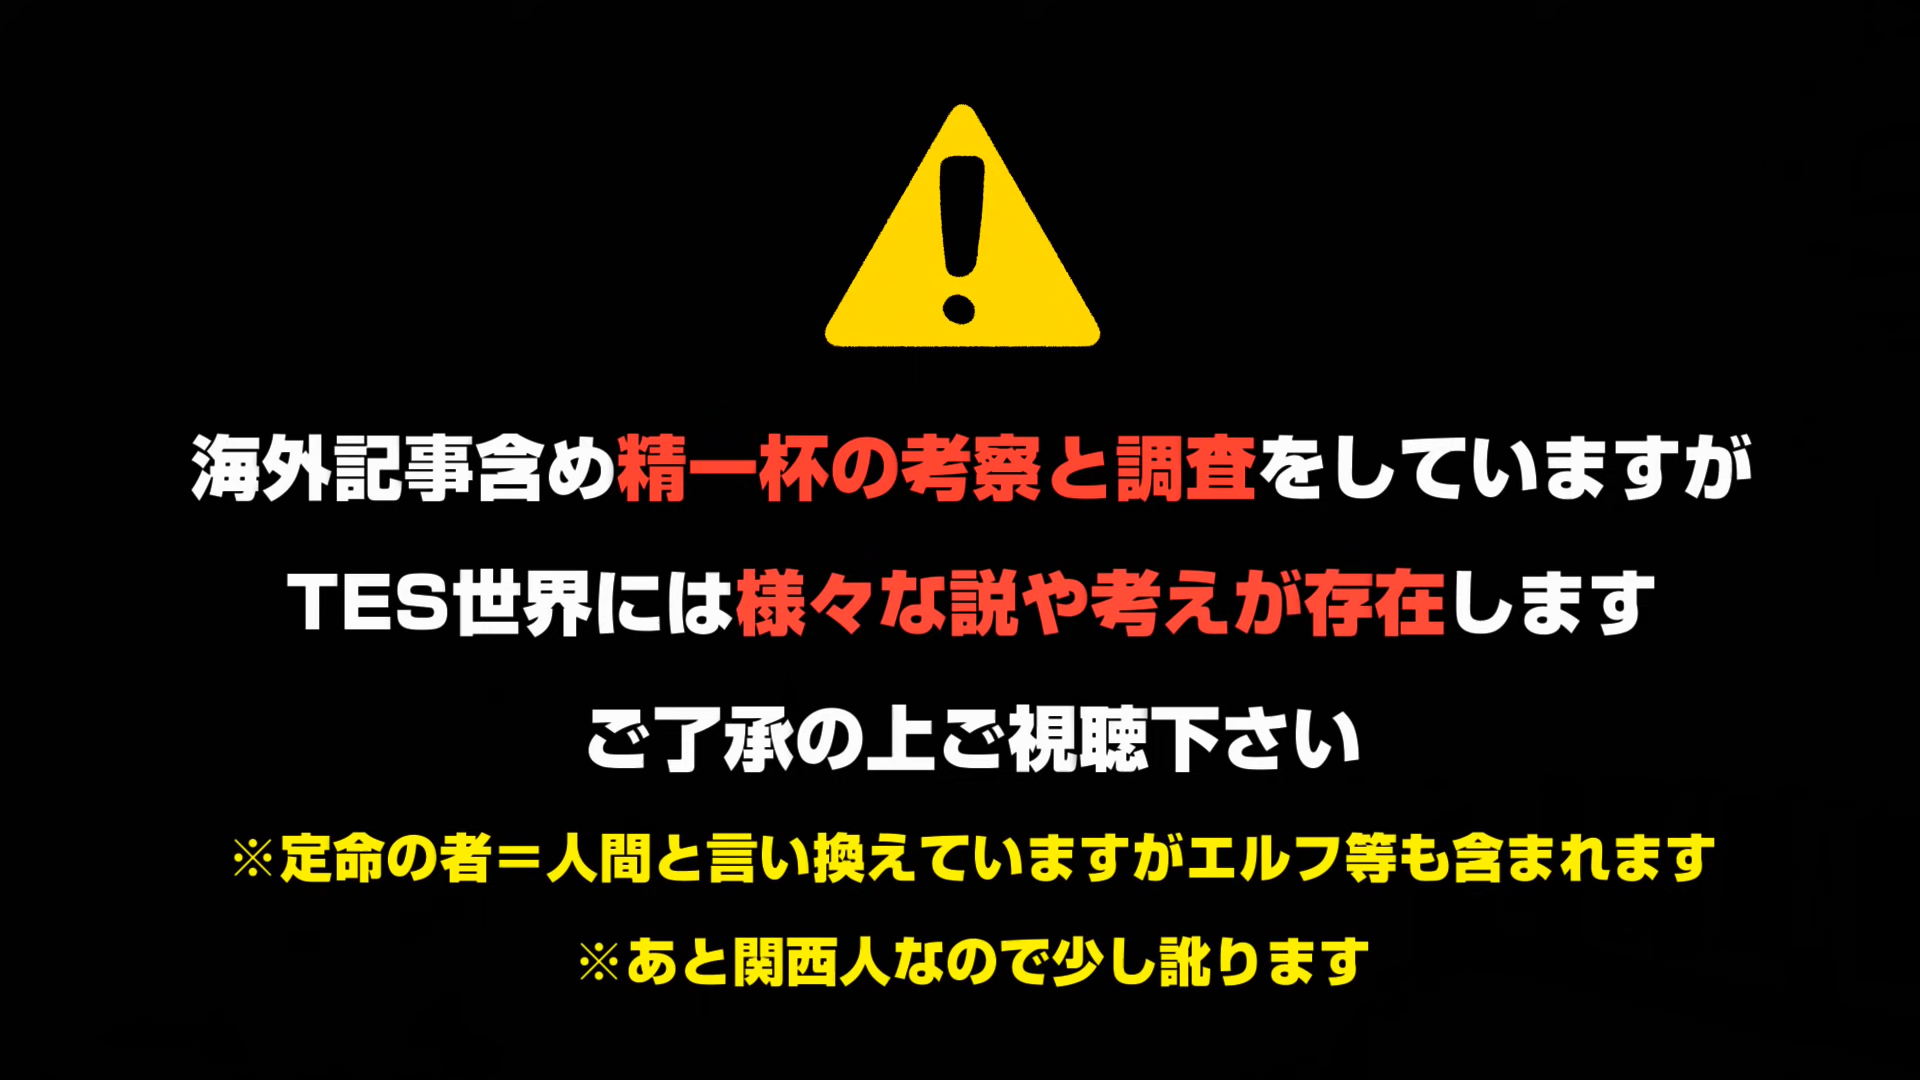 海外記事含め精一杯の考察と調査をしていますが
TES世界には様々な説や考えが存在します
ご了承の上ご視聴下さい
※定命の者＝人間と言い換えていますがエルフ等も含まれます
※あと関西人なので少し訛ります